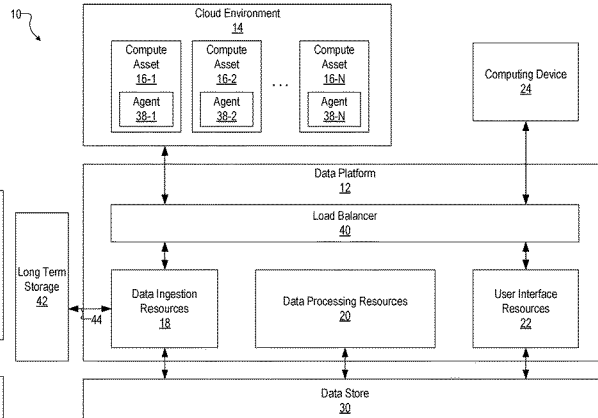 10
Cloud Environment
14
Compute Asset 16-1
Compute Asset 16-2
...
Compute Asset 16-N
Agent 38-1
Agent 38-2
Agent 38-N
Computing Device
24
Data Platform
12
Load Balancer
40
Long Term
Storage
42
44
Data Ingestion
Resources
18
Data Processing Resources
20
User Interface
Resources
22
Data Store
30